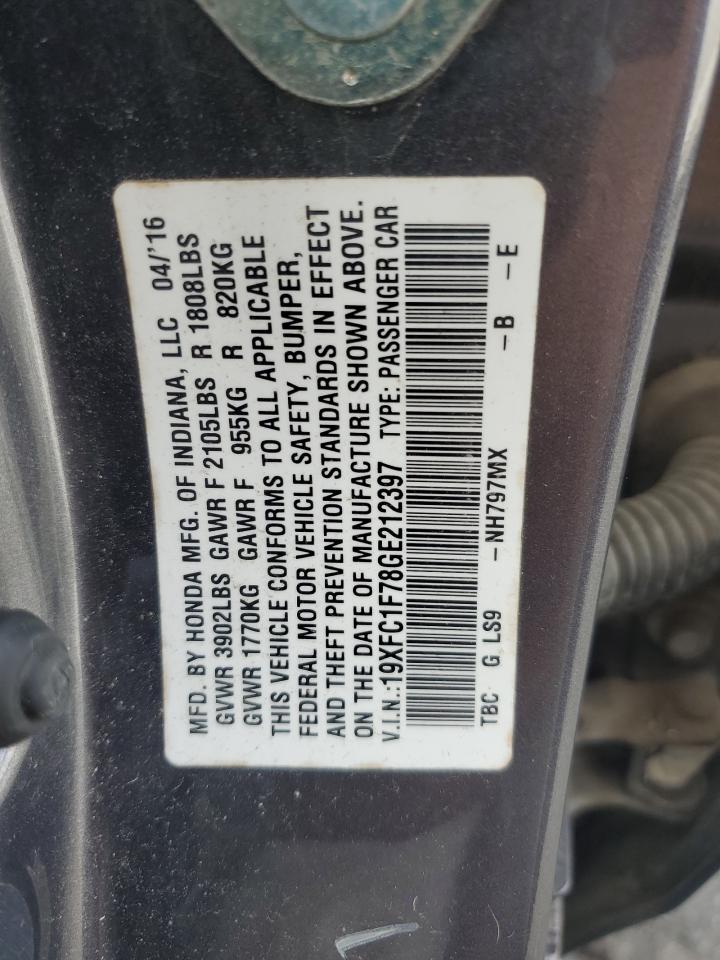 MFD. BY HONDA MFG. OF INDIANA, LLC 04/'16
GVWR 3902LBS GAWR F 2105LBS R 1808LBS
GVWR 1770KG GAWR F 955KG R 820KG
THIS VEHICLE CONFORMS TO ALL APPLICABLE
FEDERAL MOTOR VEHICLE SAFETY, BUMPER,
AND THEFT PREVENTION STANDARDS IN EFFECT
ON THE DATE OF MANUFACTURE SHOWN ABOVE.
V.I.N.:19XFC1F78GE212397 TYPE: PASSENGER CAR
TBC G LS9 -NH797MX -B -E